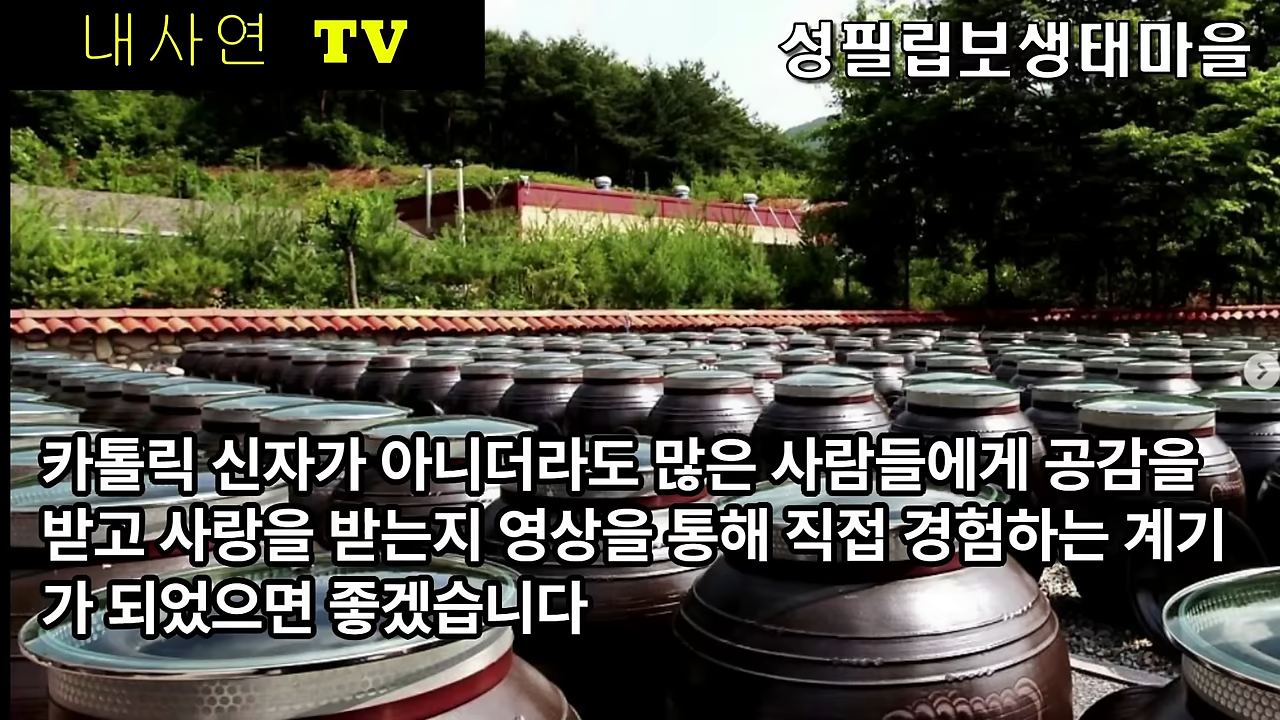 내사연 TV
성필립보생태마을
카톨릭 신자가 아니더라도 많은 사람들에게 공감을
받고 사랑을 받는지 영상을 통해 직접 경험하는 계기
가 되었으면 좋겠습니다